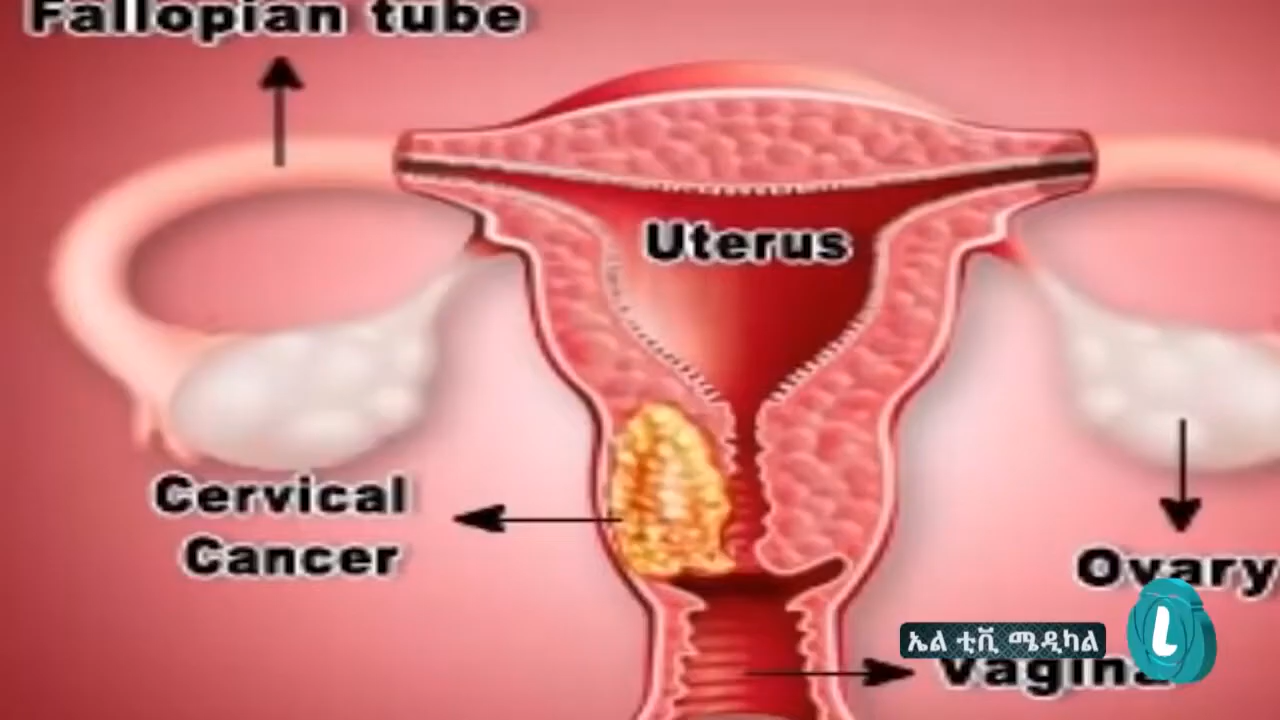 Fallopian tube
Uterus
Cervical
Cancer
Ovary
ኤል ቲቪ ሜዲካል
L
Vagina